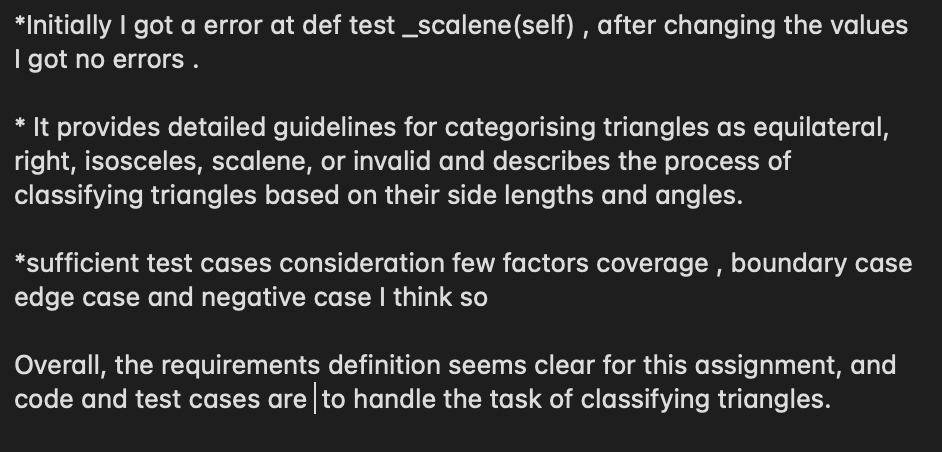 *Initially I got a error at def test _scalene(self) , after changing the values
I got no errors .
* It provides detailed guidelines for categorising triangles as equilateral,
right, isosceles, scalene, or invalid and describes the process of
classifying triangles based on their side lengths and angles.
*sufficient test cases consideration few factors coverage , boundary case
edge case and negative case I think so
Overall, the requirements definition seems clear for this assignment, and
code and test cases are to handle the task of classifying triangles.